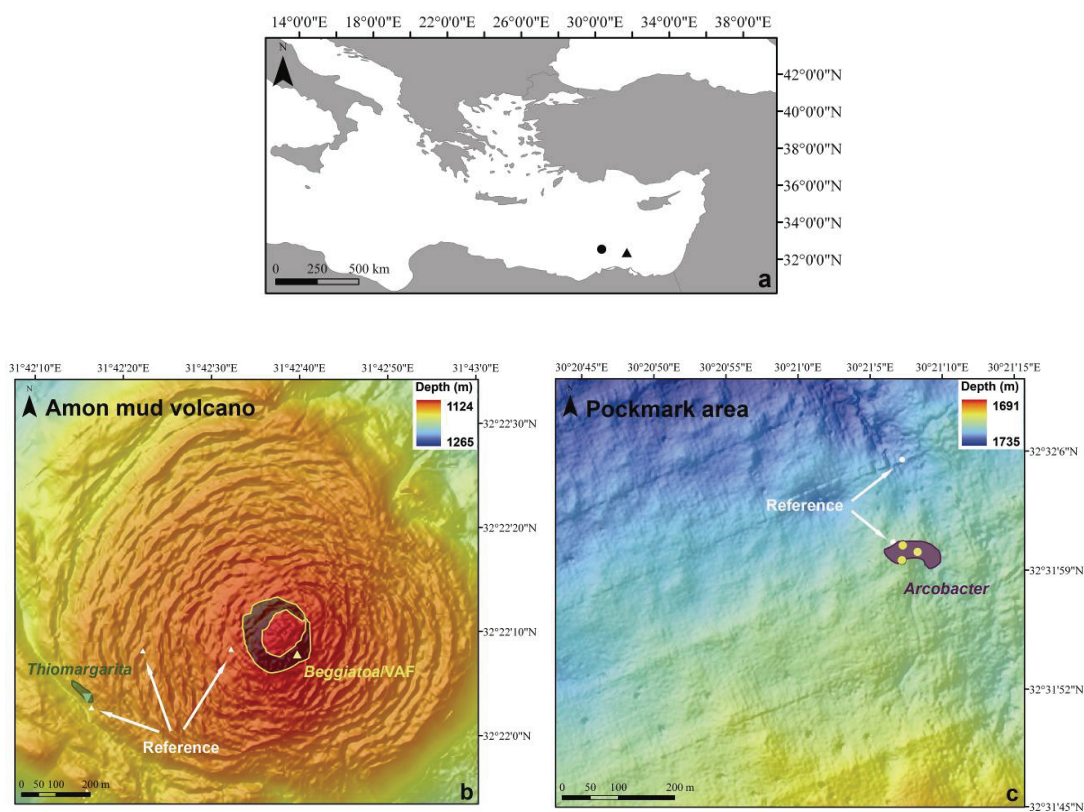 14°0'0"E 18°0'0"E 22°0'0"E 26°0'0"E 30°0'0"E 34°0'0"E 38°0'0"E
N
42°0'0"N
40°0'0"N
38°0'0"N
36°0'0"N
34°0'0"N
32°0'0"N
0 250 500 km
a
31°42'10"E 31°42'20"E 31°42'30"E 31°42'40"E 31°42'50"E 31°43'0"E
N
Amon mud volcano
Depth (m)
1124
1265
32°22'30"N
32°22'20"N
32°22'10"N
32°22'0"N
Thiomargarita
Beggiatoa/VAF
Reference
0 50 100 200 m
b
30°20'45"E 30°20'50"E 30°20'55"E 30°21'0"E 30°21'5"E 30°21'10"E 30°21'15"E
N
Pockmark area
Depth (m)
1691
1735
32°32'6"N
32°31'59"N
32°31'52"N
32°31'45"N
Reference
Arcobacter
0 50 100 200 m
c